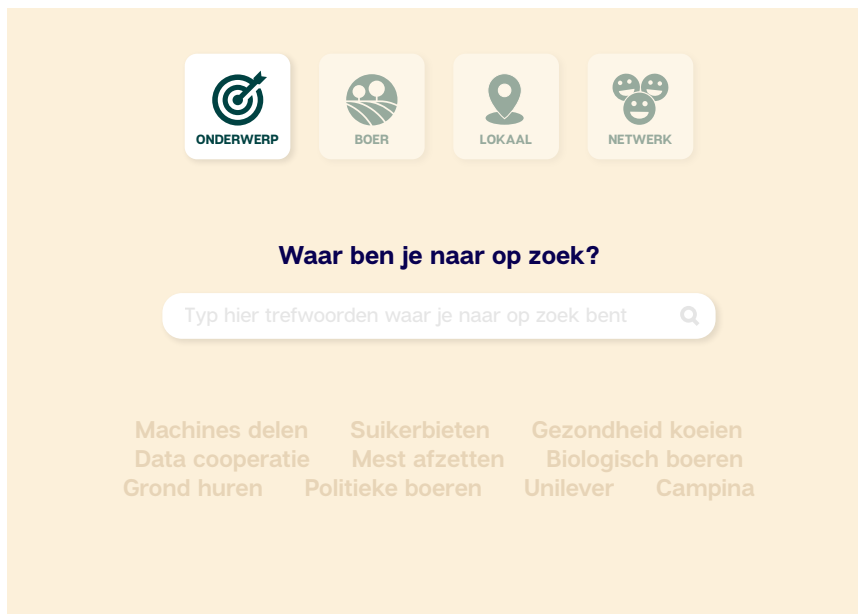 ONDERWERP BOER LOKAAL NETWERK
Waar ben je naar op zoek?
Typ hier trefwoorden waar je naar op zoek bent
Machines delen Suikerbieten Gezondheid koeien
Data cooperatie Mest afzetten Biologisch boeren
Grond huren Politieke boeren Unilever Campina